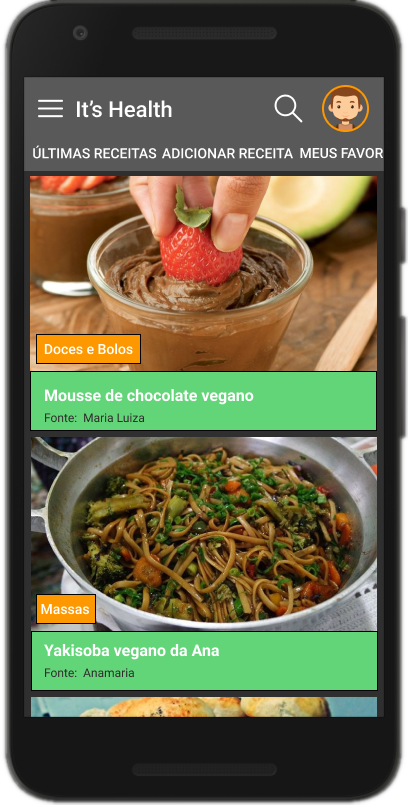 It's Health
ÚLTIMAS RECEITAS ADICIONAR RECEITA MEUS FAVOR
Doces e Bolos
Mousse de chocolate vegano
Fonte: Maria Luiza
Massas
Yakisoba vegano da Ana
Fonte: Anamaria